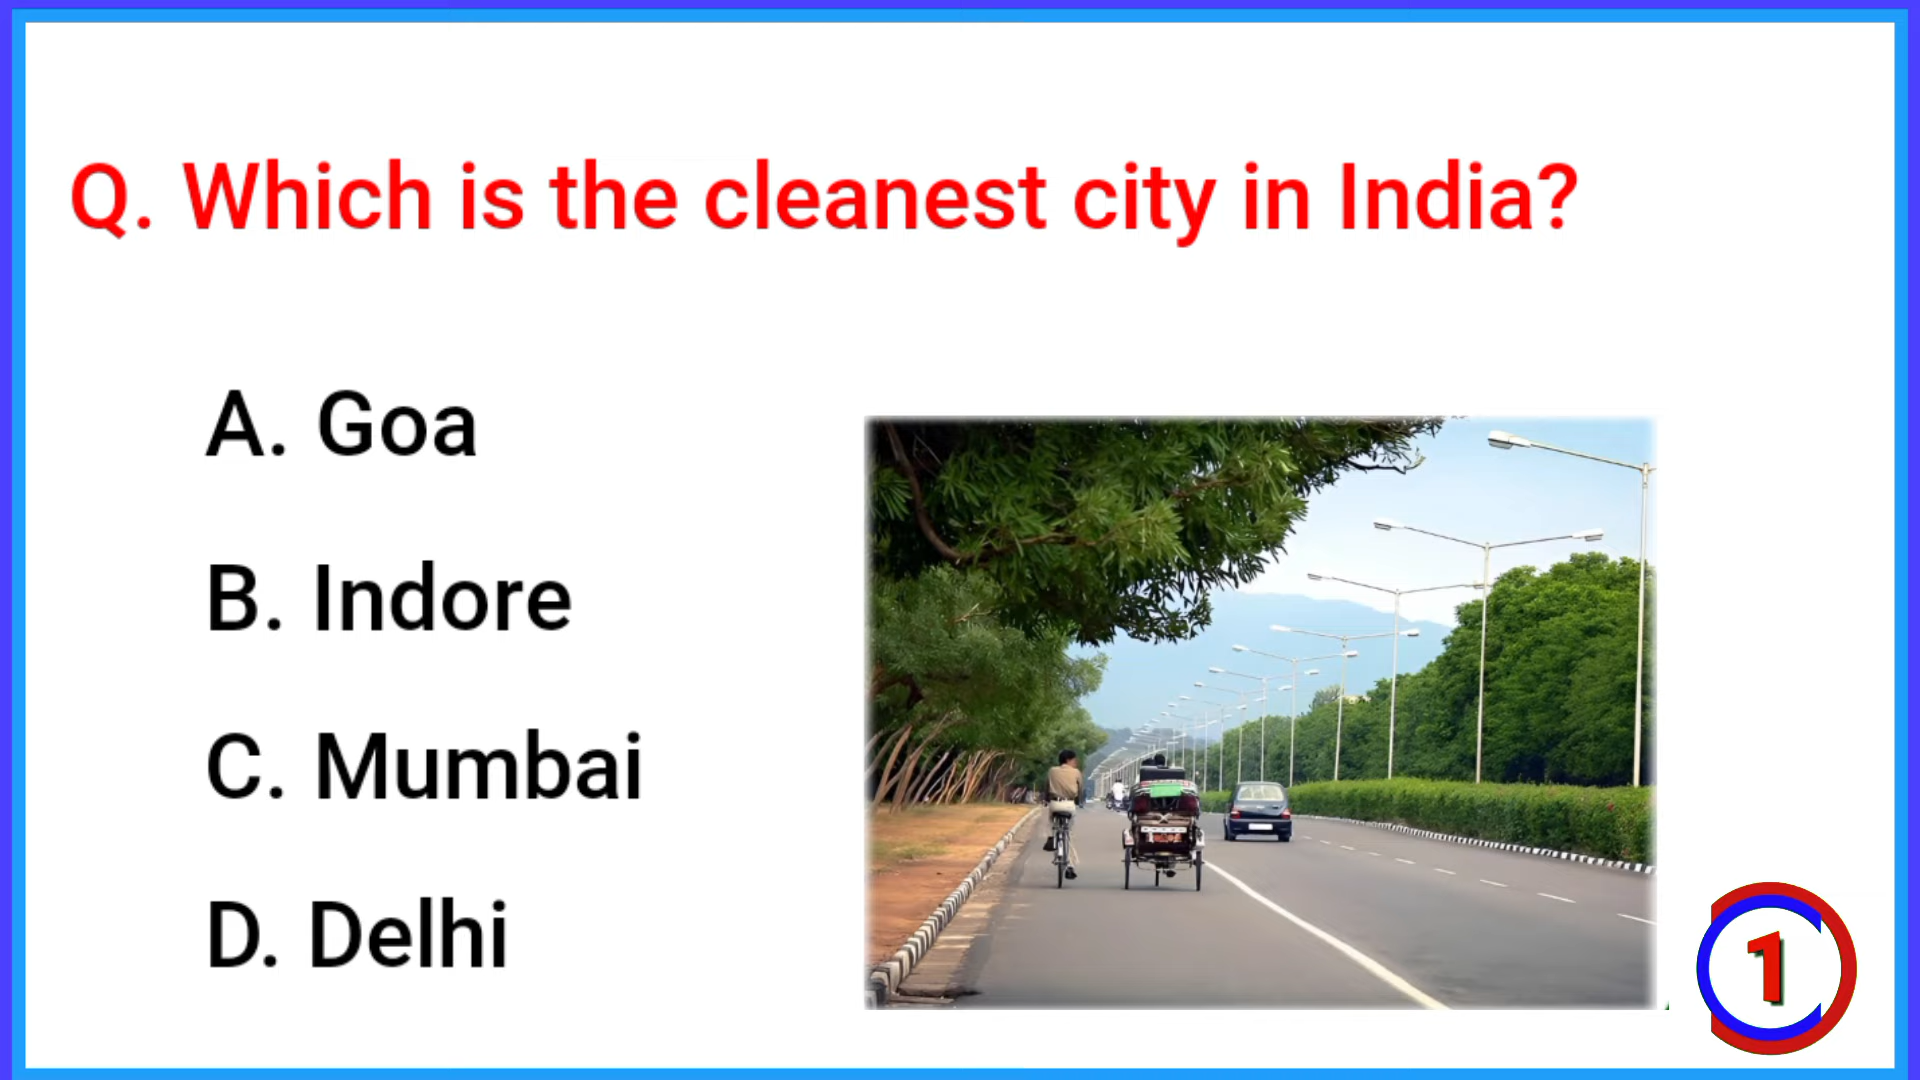 Q. Which is the cleanest city in India?
A. Goa
B. Indore
C. Mumbai
D. Delhi
1